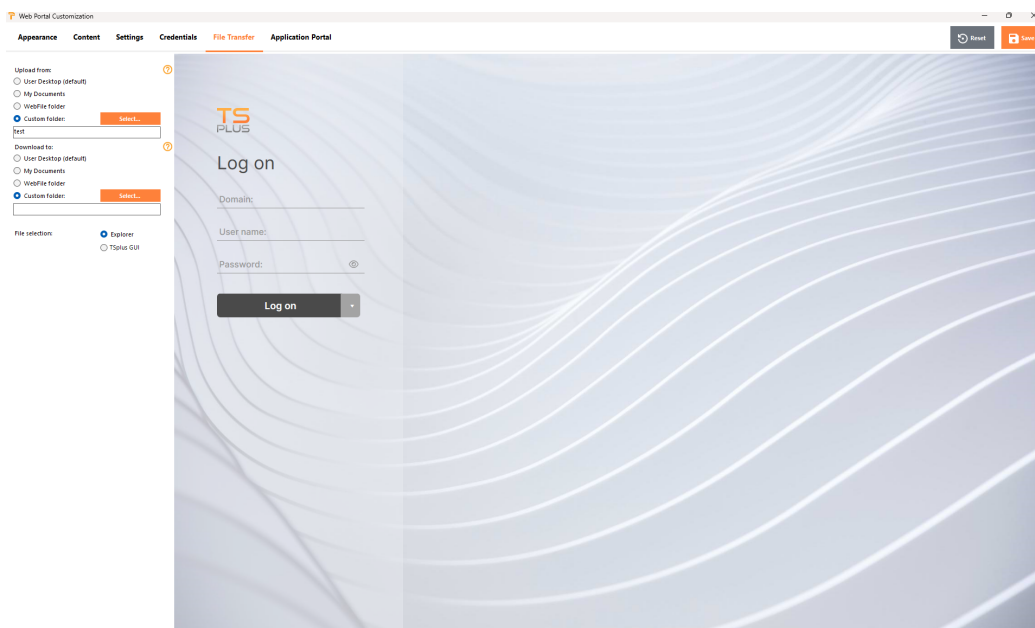 Web Portal Customization
Appearance Content Settings Credentials File Transfer Application Portal Reset Save
Upload from:
User Desktop (default)
My Documents
WebFile folder
Custom folder: Select...
test
Download to:
User Desktop (default)
My Documents
WebFile folder
Custom folder: Select...
File selection: Explorer
TSplus GUI
TS
PLUS
Log on
Domain:
User name:
Password:
Log on